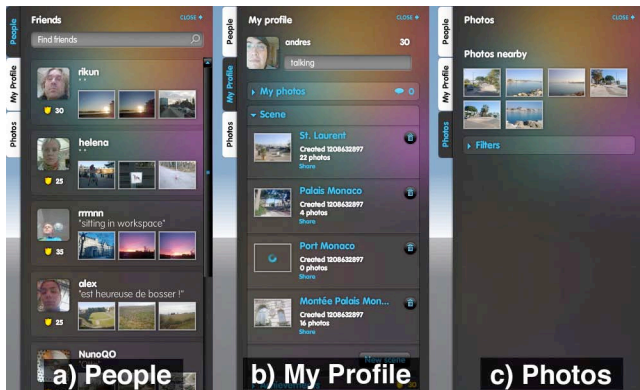 People
My Profile
Photos
Friends
CLOSE
Find friends
rikun
30
helena
25
rrmnn
"sitting in workspace"
35
alex
"est heureuse de bosser !"
25
NunoQO
a) People
People
My Profile
Photos
My profile
CLOSE
andres
30
talking
My photos
0
Scene
St. Laurent
Created 1208632897
22 photos
Share
Palais Monaco
Created 1208632897
4 photos
Share
Port Monaco
Created 1208632897
0 photos
Share
Montée Palais Mon...
Created 1208632897
16 photos
Share
New scene
b) My Profile
People
My Profile
Photos
Photos
CLOSE
Photos nearby
Filters
c) Photos